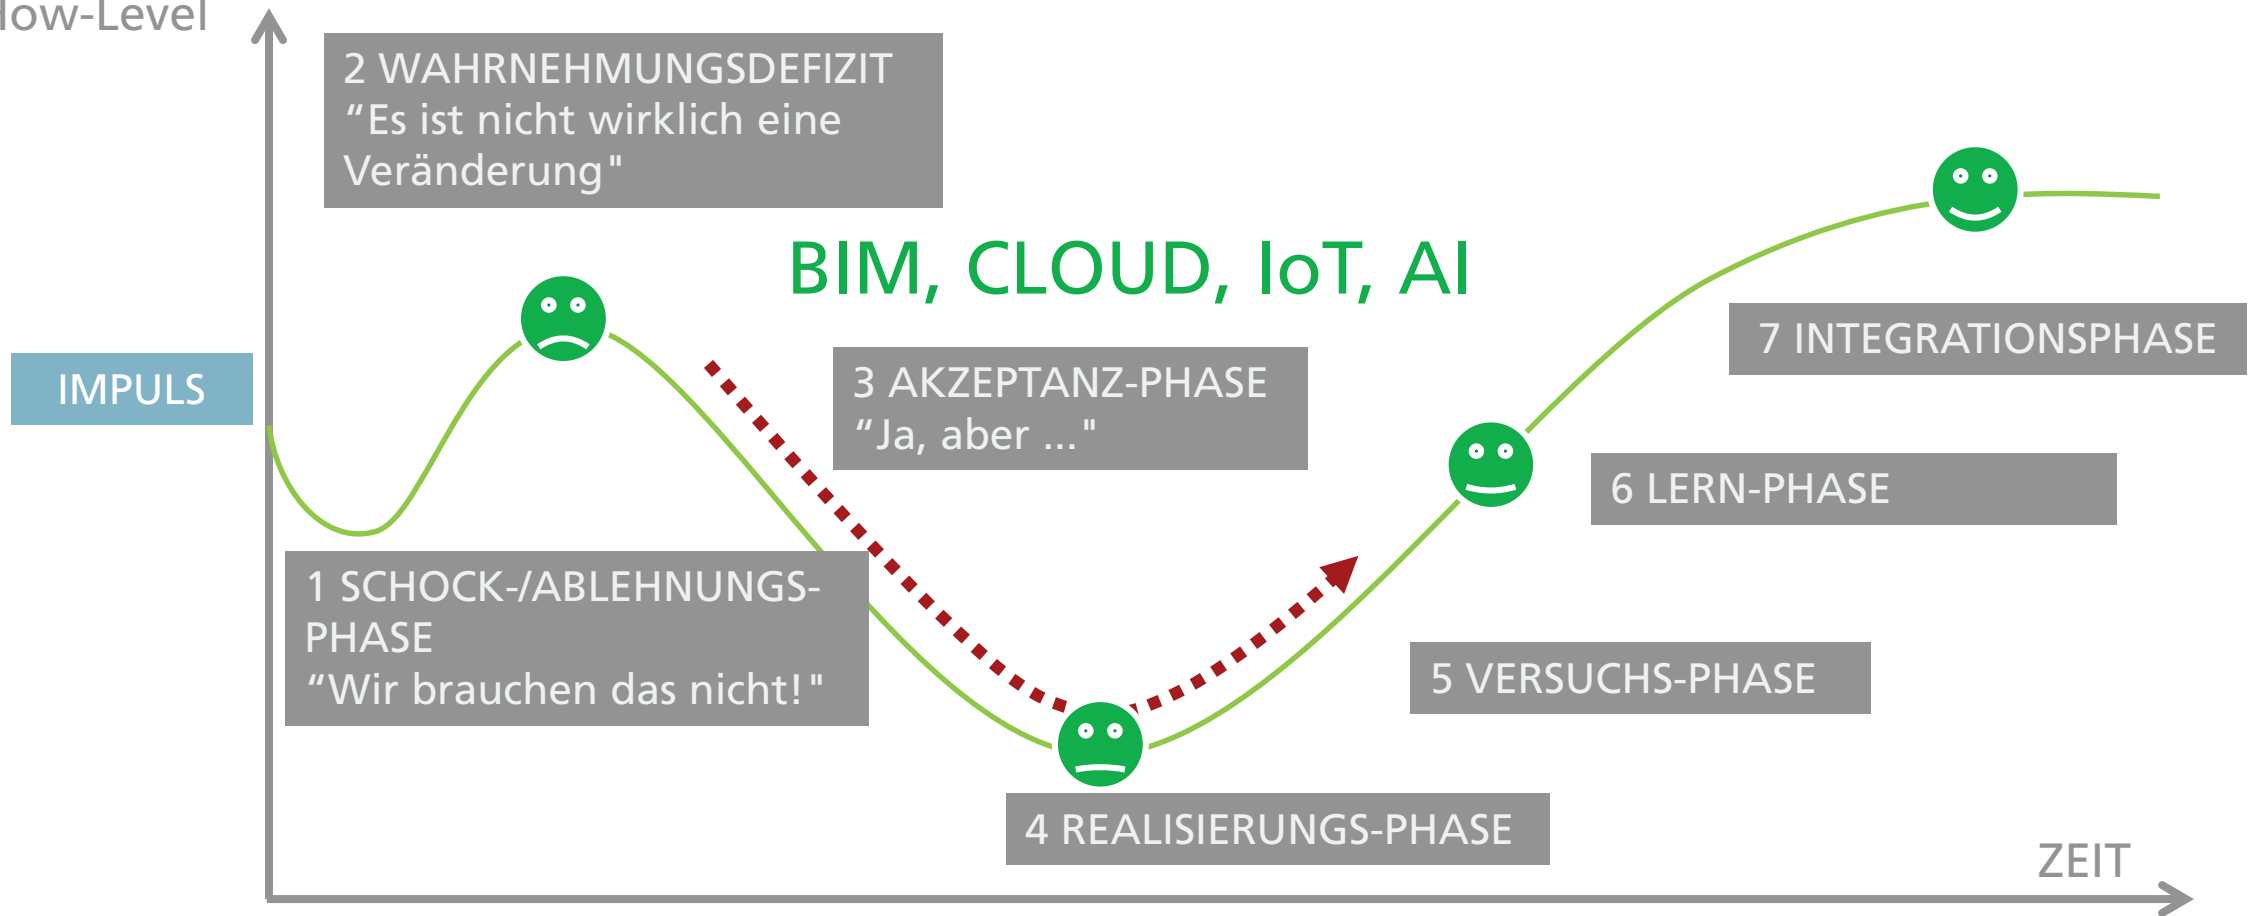 How-Level
2 WAHRNEHMUNGSDEFIZIT
“Es ist nicht wirklich eine
Veränderung"
BIM, CLOUD, IoT, AI
7 INTEGRATIONSPHASE
IMPULS
3 AKZEPTANZ-PHASE
“Ja, aber ..."
6 LERN-PHASE
1 SCHOCK-/ABLEHNUNGS-
PHASE
“Wir brauchen das nicht!"
5 VERSUCHS-PHASE
4 REALISIERUNGS-PHASE
ZEIT